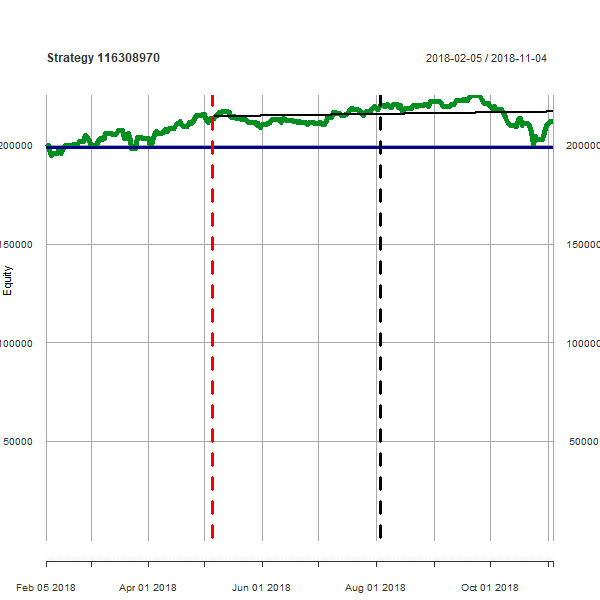 Strategy 116308970
2018-02-05 / 2018-11-04
200000
200000
150000
150000
Equity
100000
100000
50000
50000
Feb 05 2018
Apr 01 2018
Jun 01 2018
Aug 01 2018
Oct 01 2018